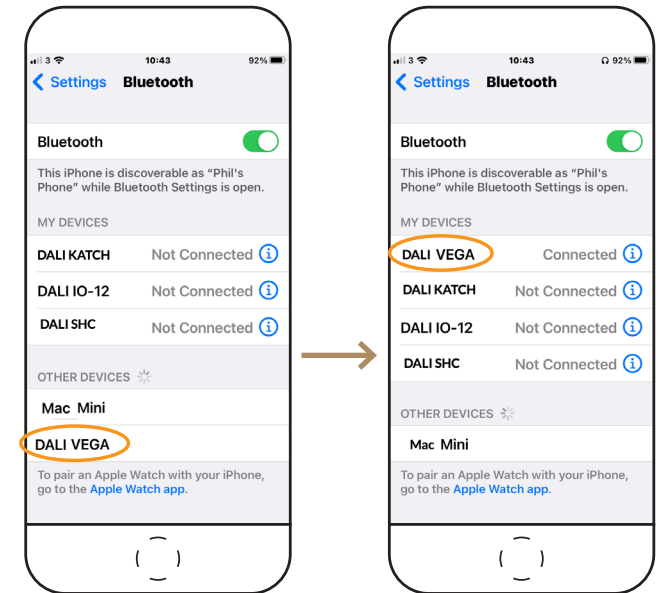 3 10:43 92%
Settings Bluetooth
Bluetooth
This iPhone is discoverable as “Phil's
Phone” while Bluetooth Settings is open.
MY DEVICES
DALI KATCH Not Connected i
DALI IO-12 Not Connected i
DALI SHC Not Connected i
OTHER DEVICES
Mac Mini
DALI VEGA
To pair an Apple Watch with your iPhone,
go to the Apple Watch app.
3 10:43 92%
Settings Bluetooth
Bluetooth
This iPhone is discoverable as “Phil's
Phone” while Bluetooth Settings is open.
MY DEVICES
DALI VEGA Connected i
DALI KATCH Not Connected i
DALI IO-12 Not Connected i
DALI SHC Not Connected i
OTHER DEVICES
Mac Mini
To pair an Apple Watch with your iPhone,
go to the Apple Watch app.